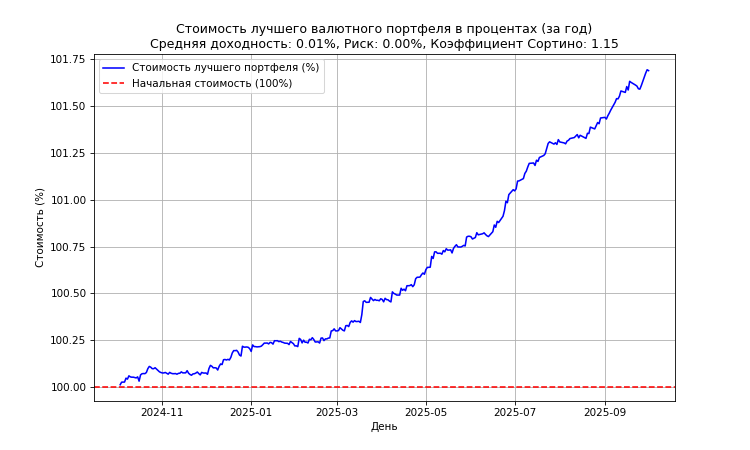 Стоимость лучшего валютного портфеля в процентах (за год)
Средняя доходность: 0.01%, Риск: 0.00%, Коэффициент Сортино: 1.15
Стоимость лучшего портфеля (%)
Начальная стоимость (100%)
Стоимость (%)
101.75
101.50
101.25
101.00
100.75
100.50
100.25
100.00
2024-11
2025-01
2025-03
2025-05
2025-07
2025-09
День